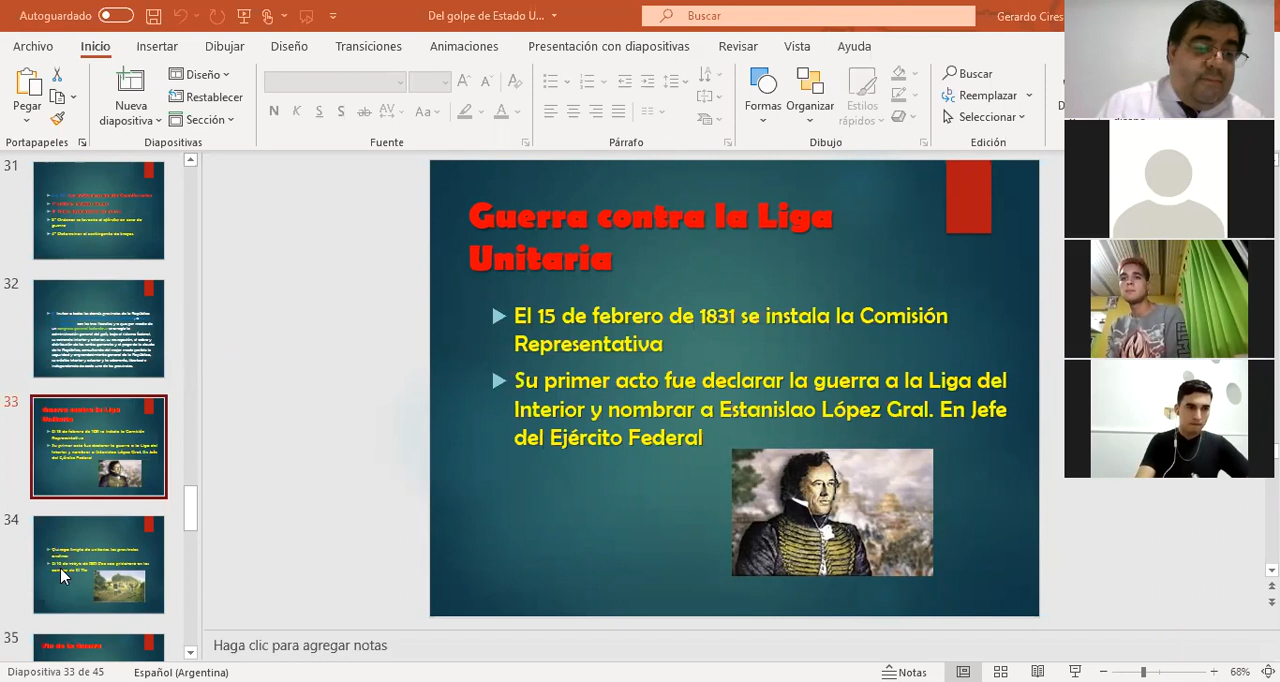 Autoguardado
Del golpe de Estado U...
Buscar
Gerardo Cires
Archivo
Inicio
Insertar
Dibujar
Diseño
Transiciones
Animaciones
Presentación con diapositivas
Revisar
Vista
Ayuda
Pegar
Nueva
diapositiva
Diseño
Restablecer
Sección
Formas
Organizar
Estilos
rápidos
Buscar
Reemplazar
Seleccionar
Portapapeles
Diapositivas
Fuente
Párrafo
Dibujo
Edición
31
32
33
34
35
Guerra contra la Liga
Unitaria
El 15 de febrero de 1831 se instala la Comisión
Representativa
Su primer acto fue declarar la guerra a la Liga del
Interior y nombrar a Estanislao López Gral. En Jefe
del Ejército Federal
Haga clic para agregar notas
Diapositiva 33 de 45
Español (Argentina)
Notas
68%